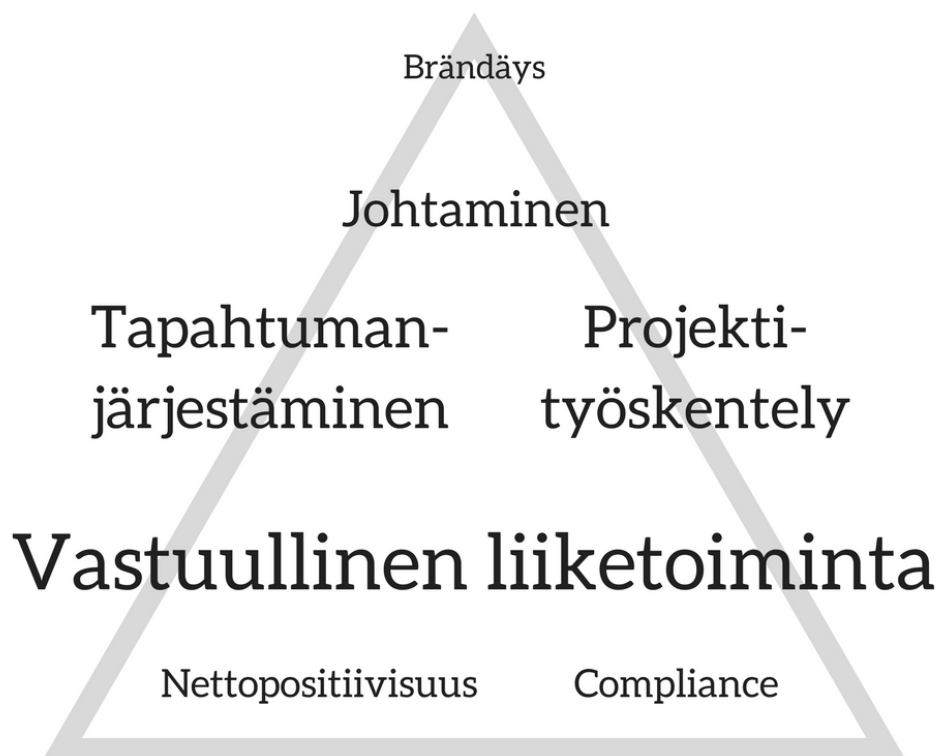 Brändäys
Johtaminen
Tapahtuman-
järjestäminen
Projekti-
työskentely
Vastuullinen liiketoiminta
Nettopositiivisuus Compliance